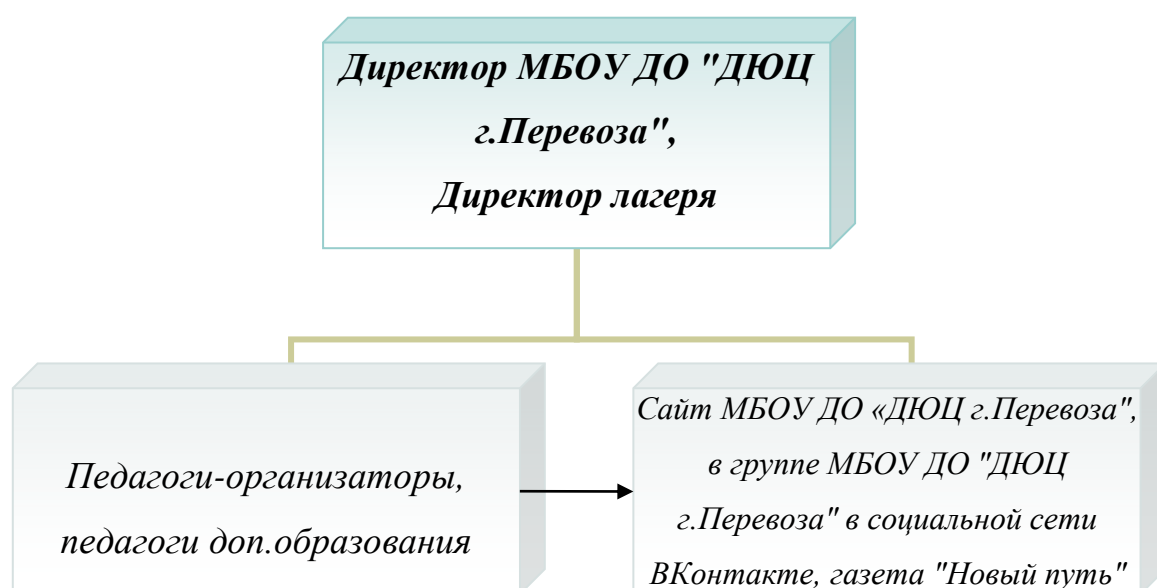 Директор МБОУ ДО "ДЮЦ
г.Перевоза",
Директор лагеря
Педагоги-организаторы,
педагоги доп.образования
Сайт МБОУ ДО «ДЮЦ г.Перевоза",
в группе МБОУ ДО "ДЮЦ
г.Перевоза" в социальной сети
ВКонтакте, газета "Новый путь"